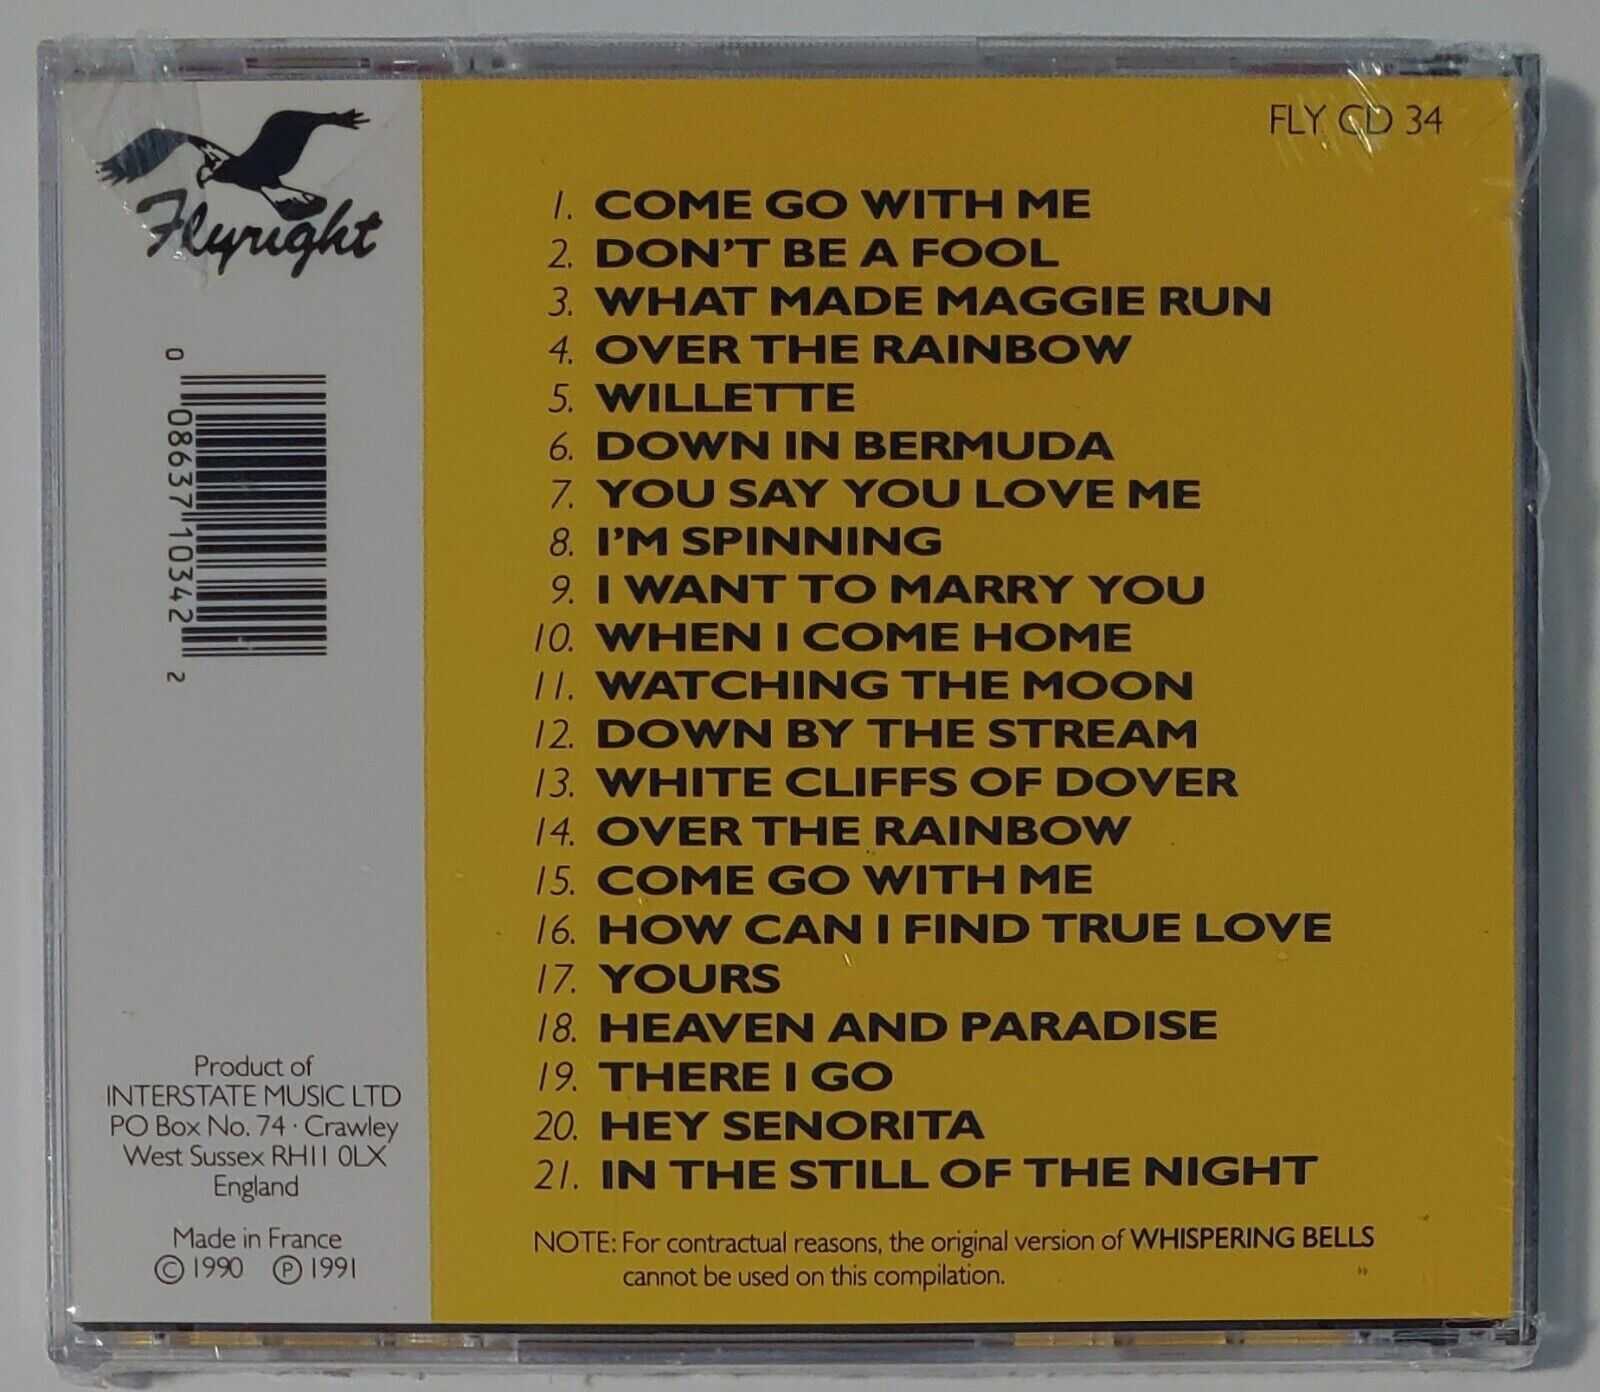 Flyright
FLY CD 34
1. COME GO WITH ME
2. DON'T BE A FOOL
3. WHAT MADE MAGGIE RUN
4. OVER THE RAINBOW
5. WILLETTE
6. DOWN IN BERMUDA
7. YOU SAY YOU LOVE ME
8. I'M SPINNING
9. I WANT TO MARRY YOU
10. WHEN I COME HOME
11. WATCHING THE MOON
12. DOWN BY THE STREAM
13. WHITE CLIFFS OF DOVER
14. OVER THE RAINBOW
15. COME GO WITH ME
16. HOW CAN I FIND TRUE LOVE
17. YOURS
18. HEAVEN AND PARADISE
19. THERE I GO
20. HEY SENORITA
21. IN THE STILL OF THE NIGHT
NOTE: For contractual reasons, the original version of WHISPERING BELLS
cannot be used on this compilation.
0 08637 10342 2
Product of
INTERSTATE MUSIC LTD
PO Box No. 74 · Crawley
West Sussex RH11 0LX
England
Made in France
© 1990 ℗ 1991